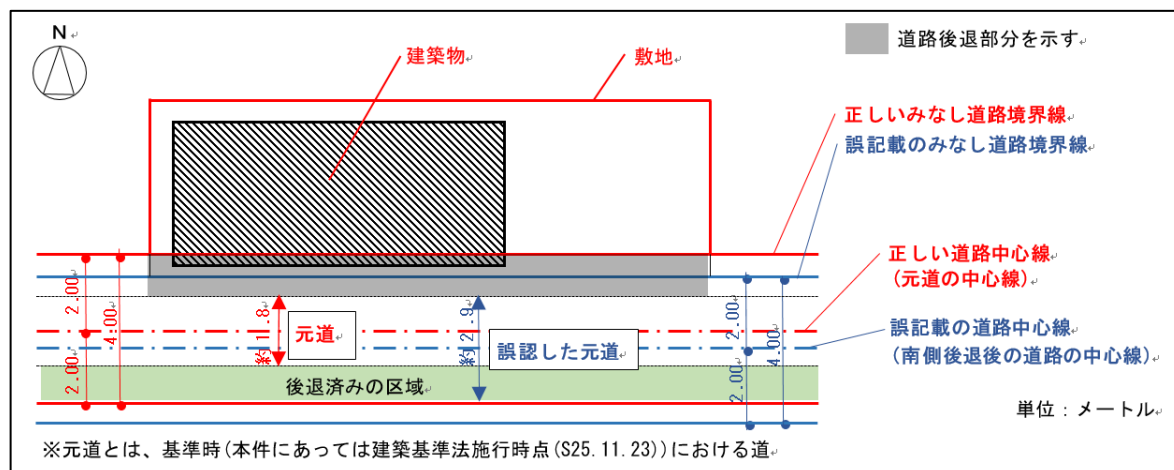 N
道路後退部分を示す
建築物
敷地
正しいみなし道路境界線
誤記載のみなし道路境界線
正しい道路中心線
(元道の中心線)
誤記載の道路中心線
(南側後退後の道路の中心線)
2.00
4.00
2.00
約1.8
元道
約2.9
誤認した元道
2.00
4.00
2.00
後退済みの区域
単位：メートル
※元道とは、基準時(本件にあっては建築基準法施行時点(S25.11.23))における道